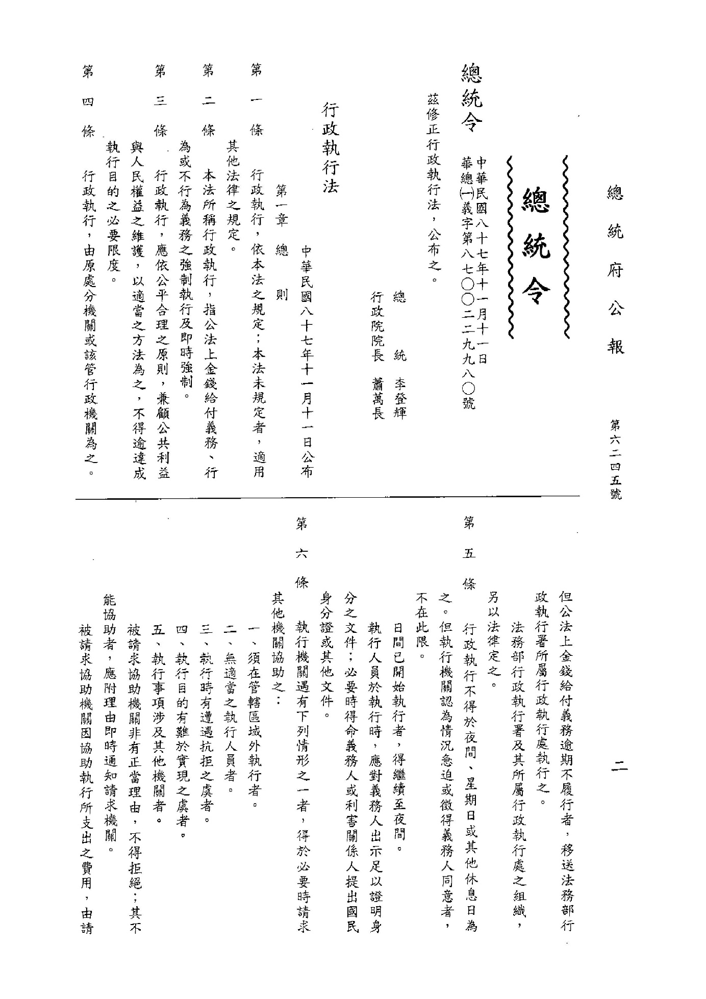 總統府公報
第六二四五號
二
總統令
總統令
中華民國八十七年十一月十一日
華總㈠義字第八七〇〇二二九九八〇號
茲修正行政執行法，公布之。
總統　李登輝
行政院院長　蕭萬長
行政執行法
中華民國八十七年十一月十一日公布
第一章　總　則
第一條　行政執行，依本法之規定；本法未規定者，適用
其他法律之規定。
第二條　本法所稱行政執行，指公法上金錢給付義務、行
為或不行為義務之強制執行及即時強制。
第三條　行政執行，應依公平合理之原則，兼顧公共利益
與人民權益之維護，以適當之方法為之，不得逾達成
執行目的之必要限度。
第四條　行政執行，由原處分機關或該管行政機關為之。
但公法上金錢給付義務逾期不履行者，移送法務部行
政執行署所屬行政執行處執行之。
法務部行政執行署及其所屬行政執行處之組織，
另以法律定之。
第五條　行政執行不得於夜間、星期日或其他休息日為
之。但執行機關認為情況急迫或徵得義務人同意者，
不在此限。
日間已開始執行者，得繼續至夜間。
執行人員於執行時，應對義務人出示足以證明身
分之文件；必要時得命義務人或利害關係人提出國民
身分證或其他文件。
第六條　執行機關遇有下列情形之一者，得於必要時請求
其他機關協助之：
一、須在管轄區域外執行者。
二、無適當之執行人員者。
三、執行時有遭遇抗拒之虞者。
四、執行目的有難於實現之虞者。
五、執行事項涉及其他機關者。
被請求協助機關非有正當理由，不得拒絕；其不
能協助者，應附理由即時通知請求機關。
被請求協助機關因協助執行所支出之費用，由請